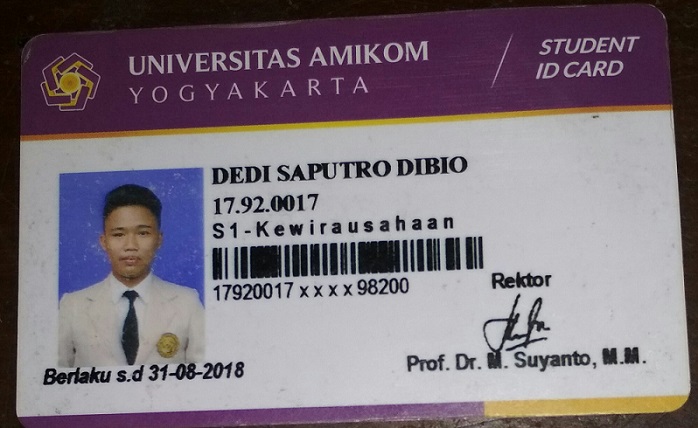 UNIVERSITAS AMIKOM
YOGYAKARTA
STUDENT
ID CARD
DEDI SAPUTRO DIBIO
17.92.0017
S1-Kewirausahaan
17920017 x x x x 98200
Berlaku s.d 31-08-2018
Rektor
Prof. Dr. M. Suyanto, M.M.